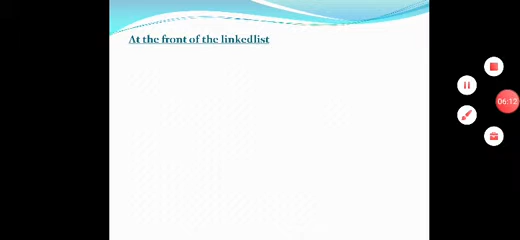 At the front of the linkedlist
06:12